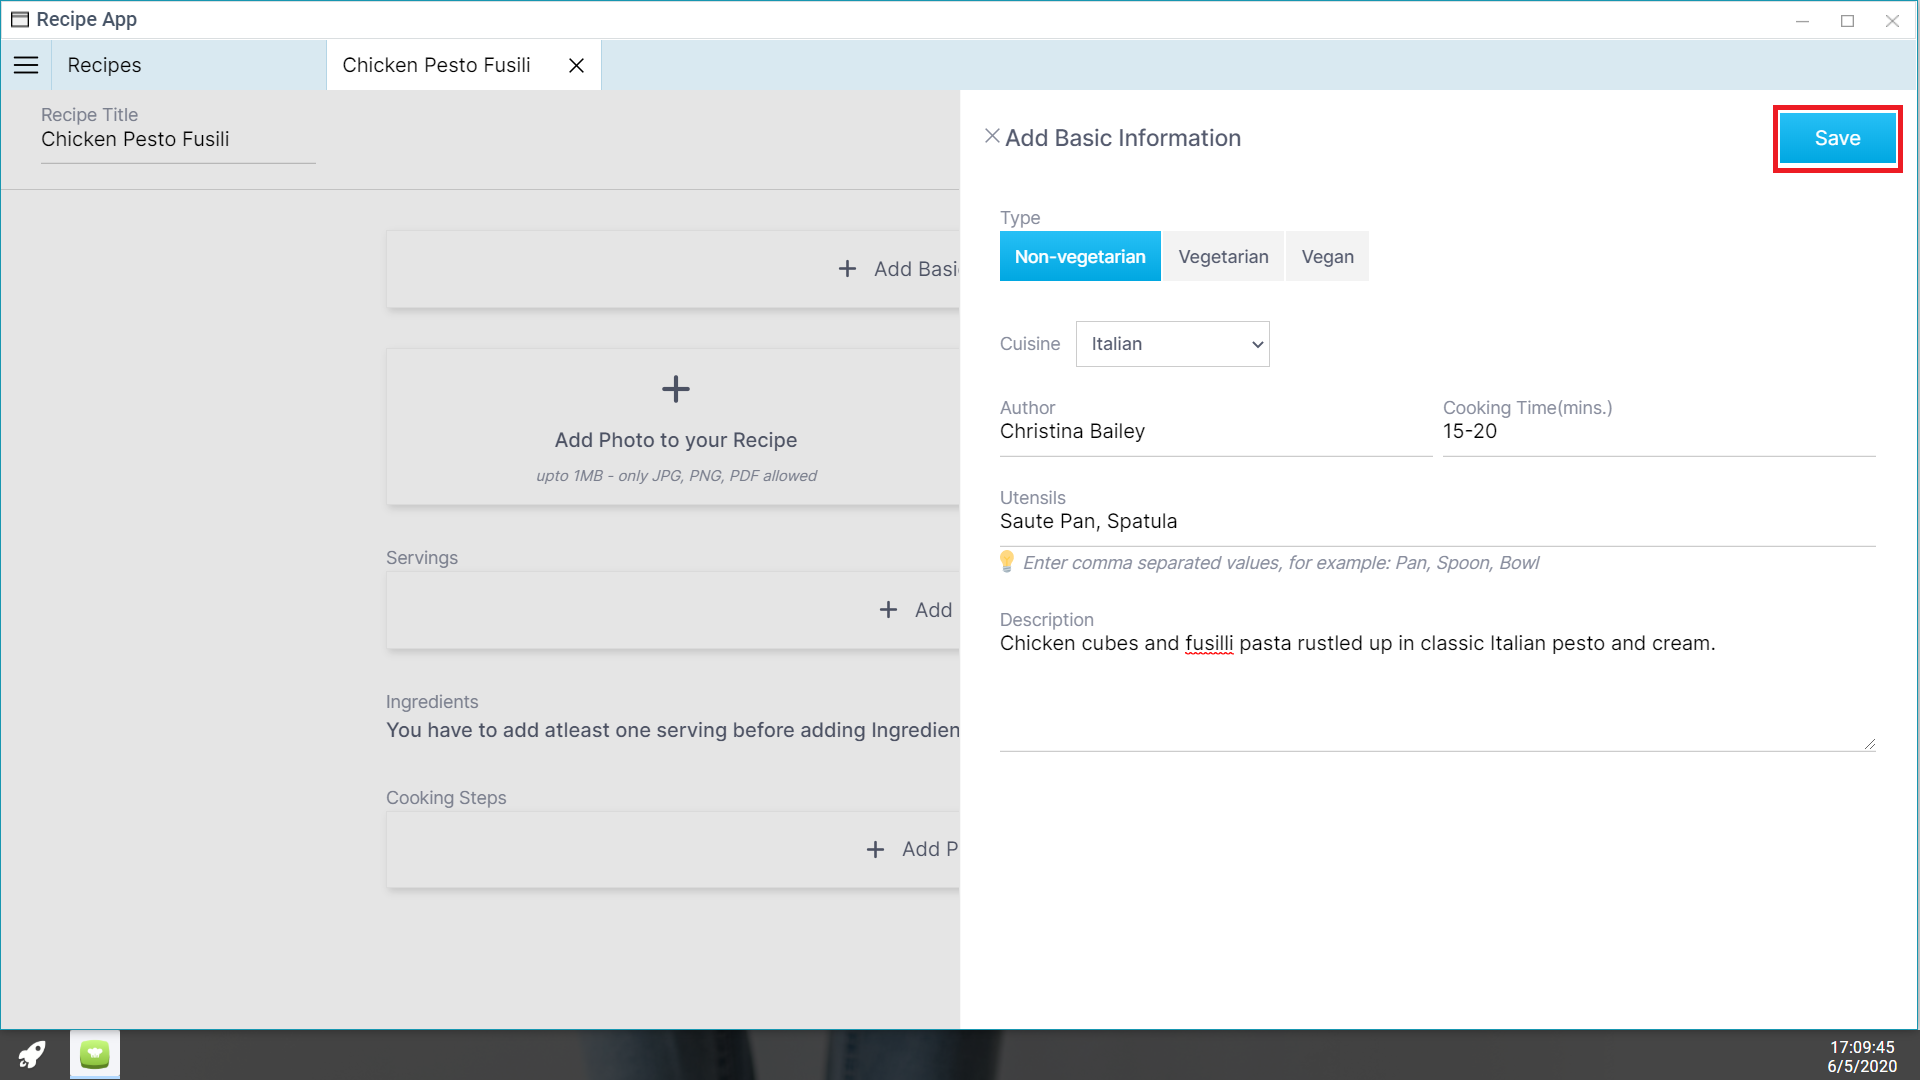 Recipe App
Recipes
Chicken Pesto Fusili
Recipe Title
Chicken Pesto Fusili
Add Basi
Add Photo to your Recipe
upto 1MB - only JPG, PNG, PDF allowed
Servings
Add
Ingredients
You have to add atleast one serving before adding Ingredien
Cooking Steps
Add P
Add Basic Information
Save
Type
Non-vegetarian
Vegetarian
Vegan
Cuisine
Italian
Author
Christina Bailey
Cooking Time(mins.)
15-20
Utensils
Saute Pan, Spatula
Enter comma separated values, for example: Pan, Spoon, Bowl
Description
Chicken cubes and fusilli pasta rustled up in classic Italian pesto and cream.
17:09:45
6/5/2020